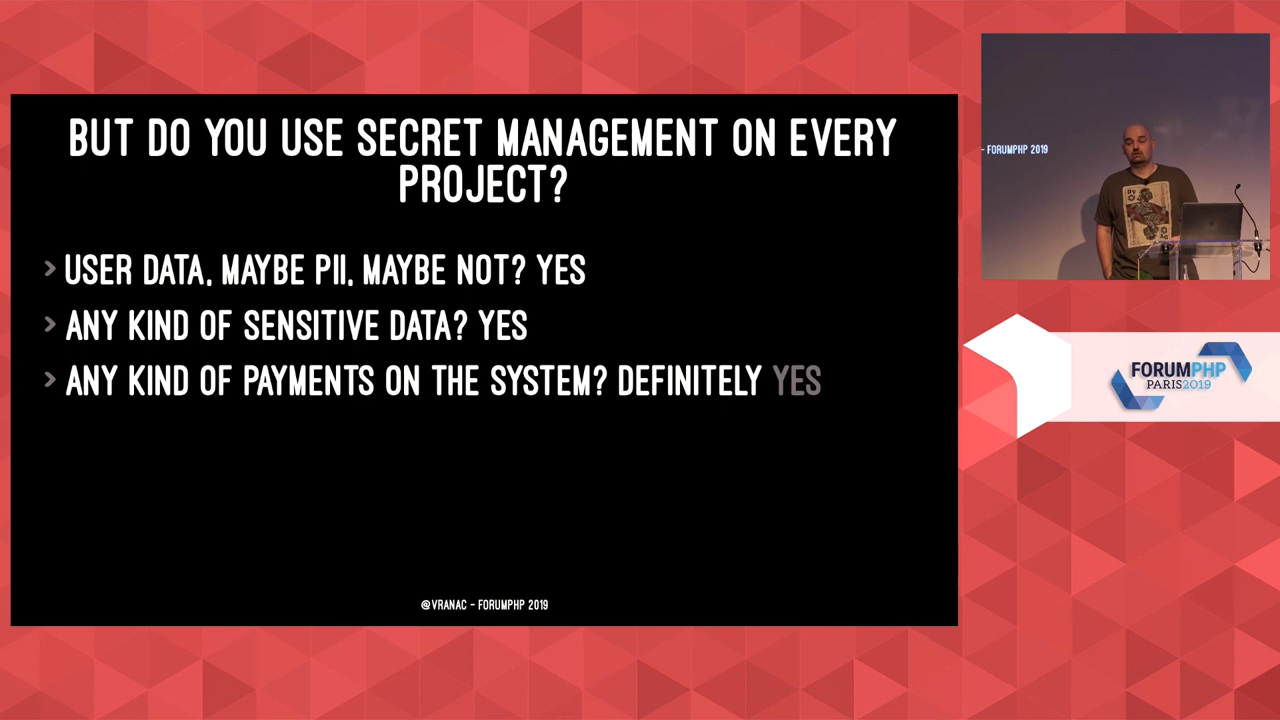 BUT DO YOU USE SECRET MANAGEMENT ON EVERY
PROJECT?
> USER DATA, MAYBE PII, MAYBE NOT? YES
> ANY KIND OF SENSITIVE DATA? YES
> ANY KIND OF PAYMENTS ON THE SYSTEM? DEFINITELY YES
@VRANAC - FORUMPHP 2019
- FORUMPHP 2019
FORUMPHP
PARIS2019